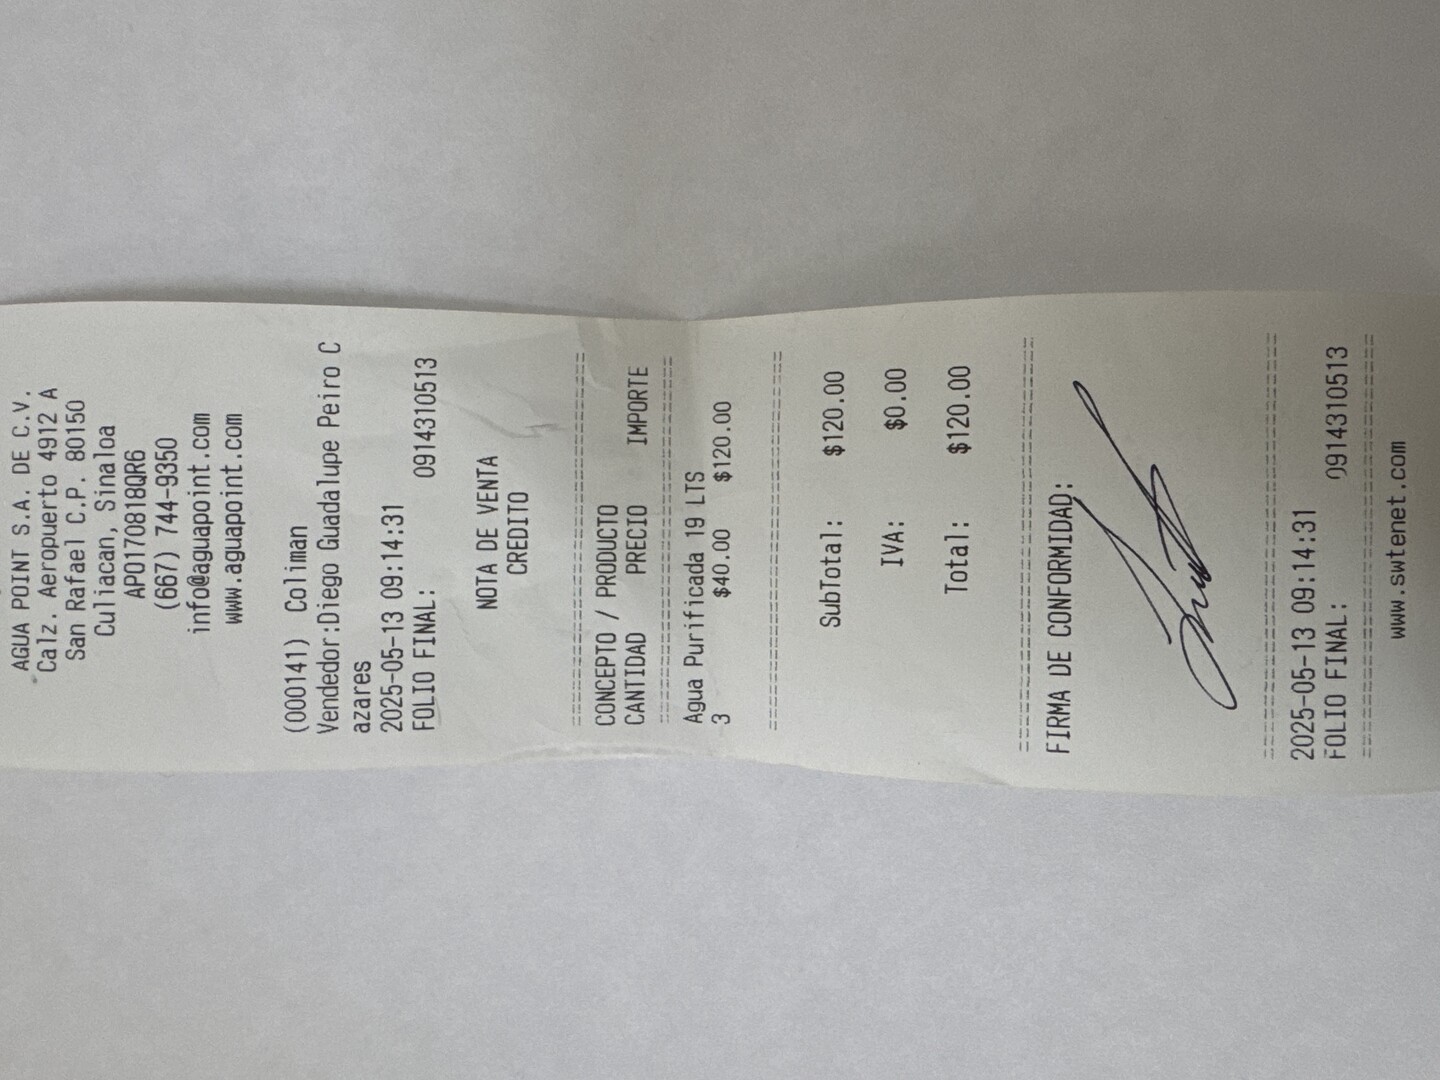 AGUA POINT S.A. DE C.V.
Calz. Aeropuerto 4912 A
San Rafael C.P. 80150
Culiacan, Sinaloa
APO170818QR6
(667) 744-9350
info@aguapoint.com
www.aguapoint.com
(000141) Coliman
Vendedor:Diego Guadalupe Peiro C
azares
2025-05-13 09:14:31
FOLIO FINAL: 0914310513
NOTA DE VENTA
CREDITO
================================
CONCEPTO / PRODUCTO
CANTIDAD PRECIO IMPORTE
================================
Agua Purificada 19 LTS
3 $40.00 $120.00
================================
SubTotal: $120.00
IVA: $0.00
Total: $120.00
================================
FIRMA DE CONFORMIDAD:
================================
2025-05-13 09:14:31
FOLIO FINAL: 0914310513
================================
www.swtenet.com